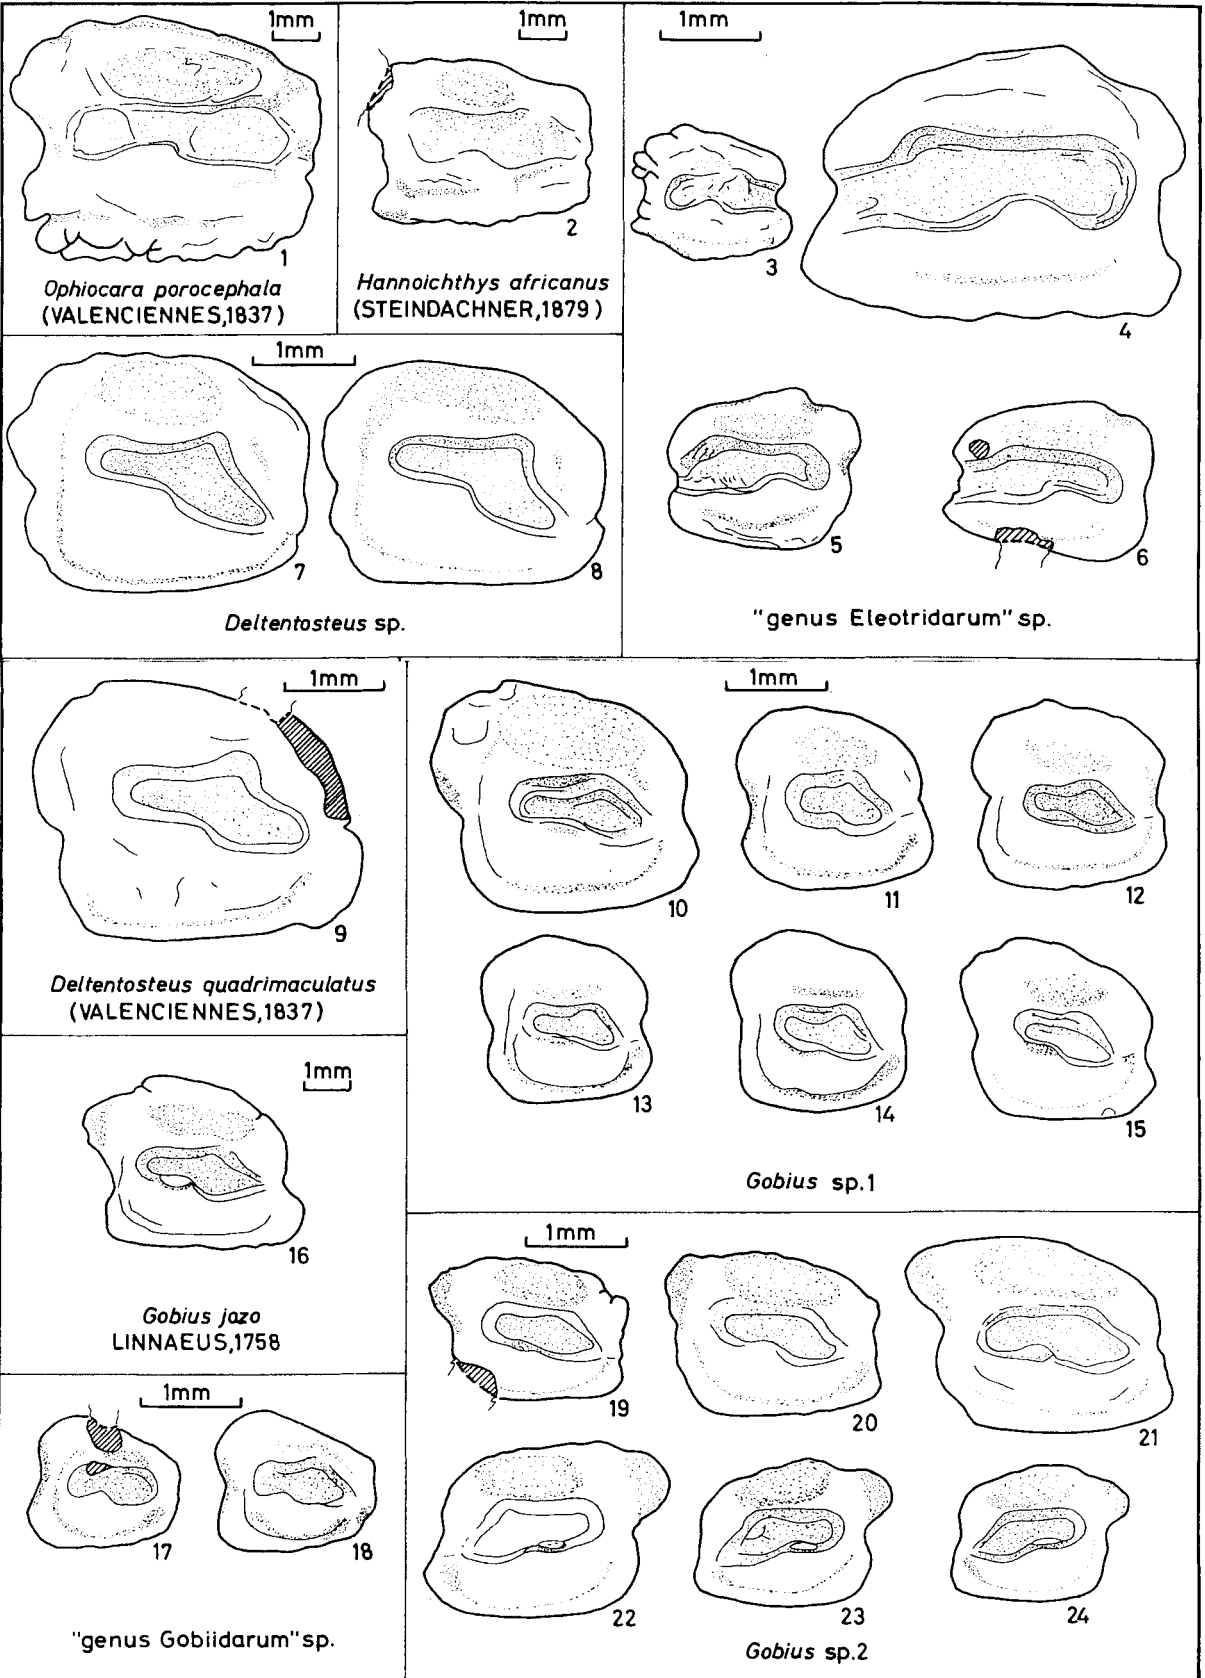 1mm
1
Ophiocara porocephala
(VALENCIENNES,1837)
1mm
2
Hannoichthys africanus
(STEINDACHNER,1879)
1mm
3
4
5
6
"genus Eleotridarum" sp.
1mm
7
8
Deltentosteus sp.
1mm
9
Deltentosteus quadrimaculatus
(VALENCIENNES,1837)
1mm
10
11
12
13
14
15
Gobius sp.1
1mm
16
Gobius jozo
LINNAEUS,1758
1mm
17
18
"genus Gobiidarum" sp.
1mm
19
20
21
22
23
24
Gobius sp.2